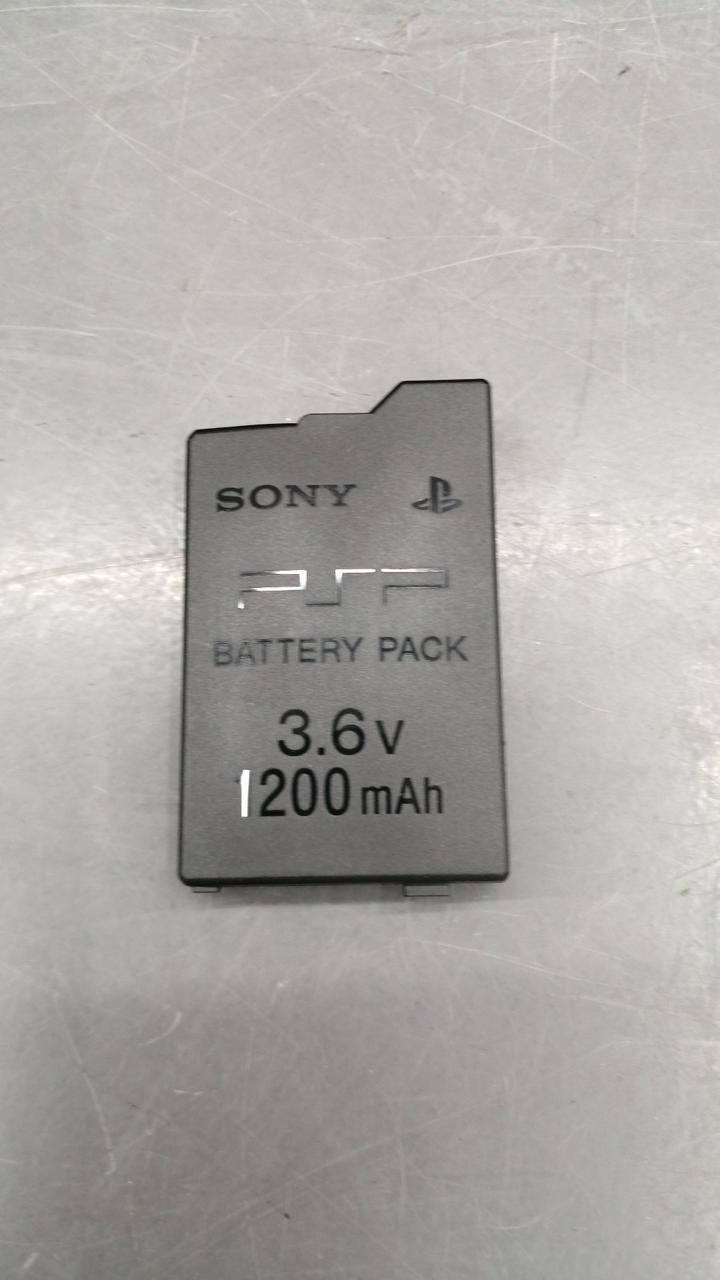 SONY
PSP
BATTERY PACK
3.6V
1200mAh